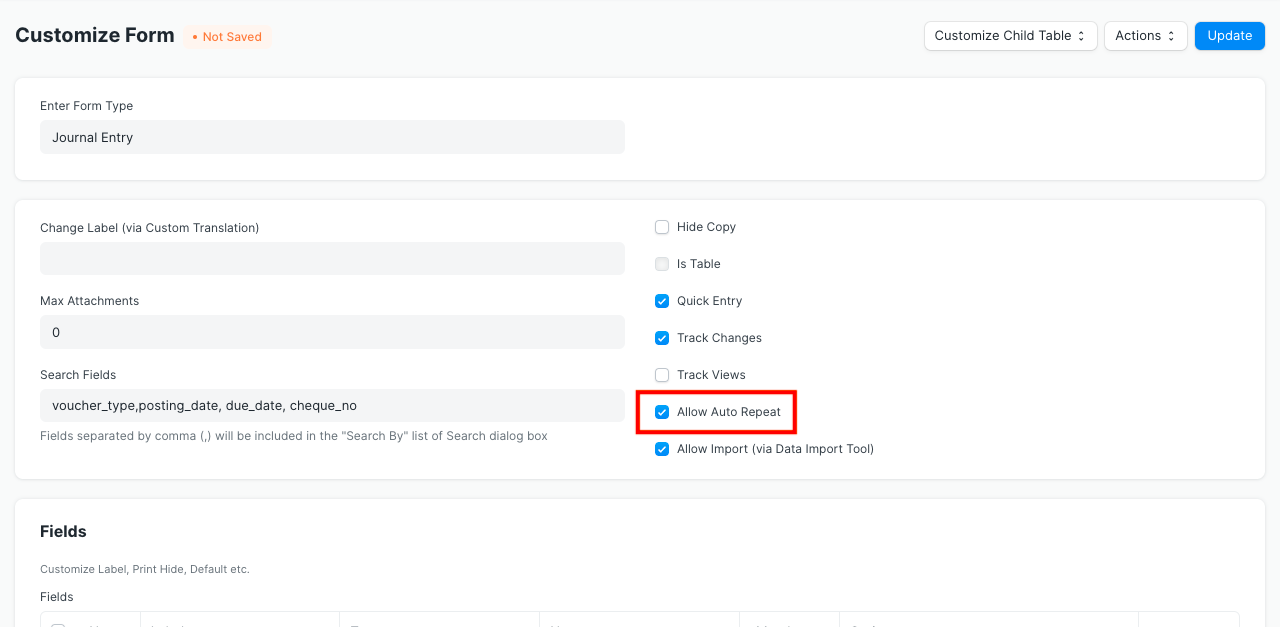 Customize Form
• Not Saved
Customize Child Table
Actions
Update
Enter Form Type
Journal Entry
Change Label (via Custom Translation)
Max Attachments
0
Search Fields
voucher_type,posting_date, due_date, cheque_no
Fields separated by comma (,) will be included in the "Search By" list of Search dialog box
Hide Copy
Is Table
Quick Entry
Track Changes
Track Views
Allow Auto Repeat
Allow Import (via Data Import Tool)
Fields
Customize Label, Print Hide, Default etc.
Fields